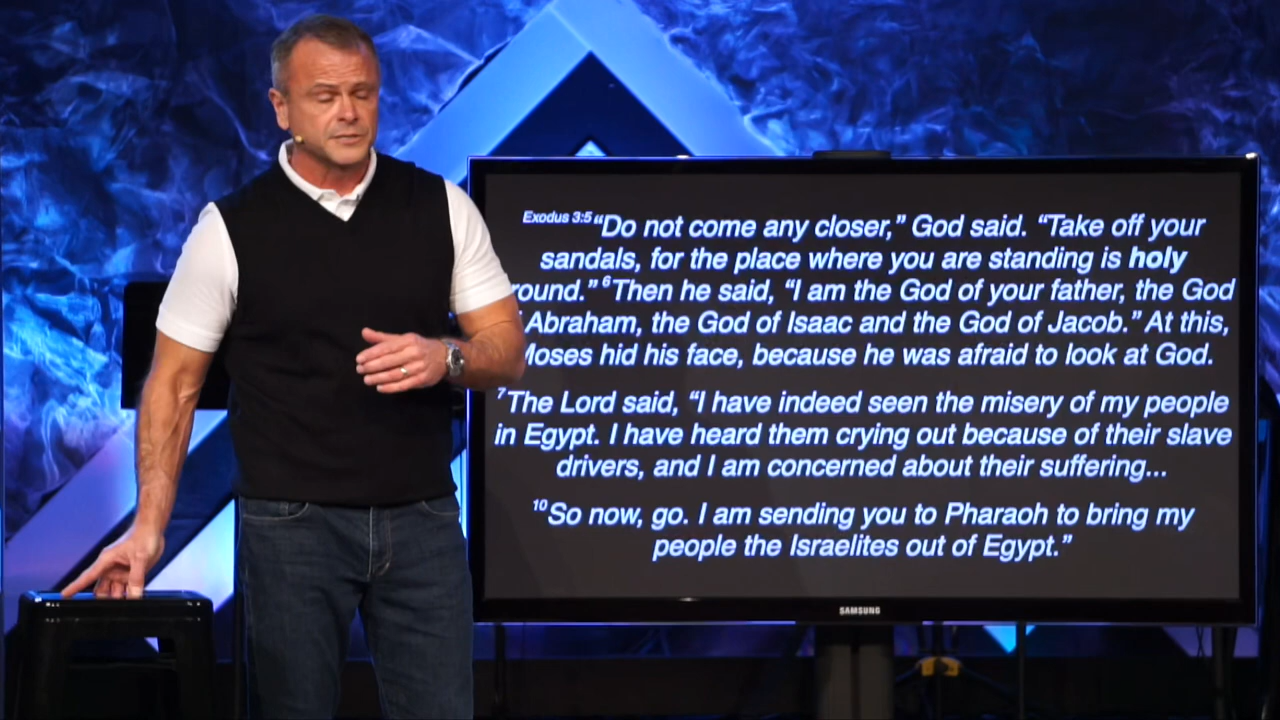 Exodus 3:5 “Do not come any closer,” God said. “Take off your
sandals, for the place where you are standing is holy
round.” 6 Then he said, “I am the God of your father, the God
Abraham, the God of Isaac and the God of Jacob.” At this,
Moses hid his face, because he was afraid to look at God.
7 The Lord said, “I have indeed seen the misery of my people
in Egypt. I have heard them crying out because of their slave
drivers, and I am concerned about their suffering...
10 So now, go. I am sending you to Pharaoh to bring my
people the Israelites out of Egypt.”
SAMSUNG